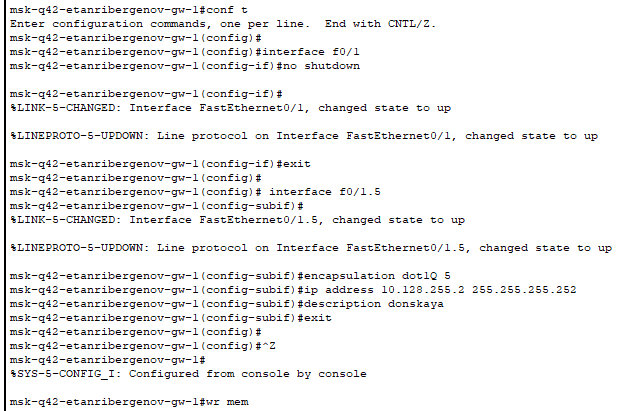 msk-q42-etanribergenov-gw-1#conf t
Enter configuration commands, one per line.  End with CNTL/Z.
msk-q42-etanribergenov-gw-1(config)#
msk-q42-etanribergenov-gw-1(config)#interface f0/1
msk-q42-etanribergenov-gw-1(config-if)#no shutdown
msk-q42-etanribergenov-gw-1(config-if)#
%LINK-5-CHANGED: Interface FastEthernet0/1, changed state to up
%LINEPROTO-5-UPDOWN: Line protocol on Interface FastEthernet0/1, changed state to up
msk-q42-etanribergenov-gw-1(config-if)#exit
msk-q42-etanribergenov-gw-1(config)#
msk-q42-etanribergenov-gw-1(config)# interface f0/1.5
msk-q42-etanribergenov-gw-1(config-subif)#
%LINK-5-CHANGED: Interface FastEthernet0/1.5, changed state to up
%LINEPROTO-5-UPDOWN: Line protocol on Interface FastEthernet0/1.5, changed state to up
msk-q42-etanribergenov-gw-1(config-subif)#encapsulation dot1Q 5
msk-q42-etanribergenov-gw-1(config-subif)#ip address 10.128.255.2 255.255.255.252
msk-q42-etanribergenov-gw-1(config-subif)#description donskaya
msk-q42-etanribergenov-gw-1(config-subif)#exit
msk-q42-etanribergenov-gw-1(config)#
msk-q42-etanribergenov-gw-1(config)#^Z
msk-q42-etanribergenov-gw-1#
%SYS-5-CONFIG_I: Configured from console by console
msk-q42-etanribergenov-gw-1#wr mem